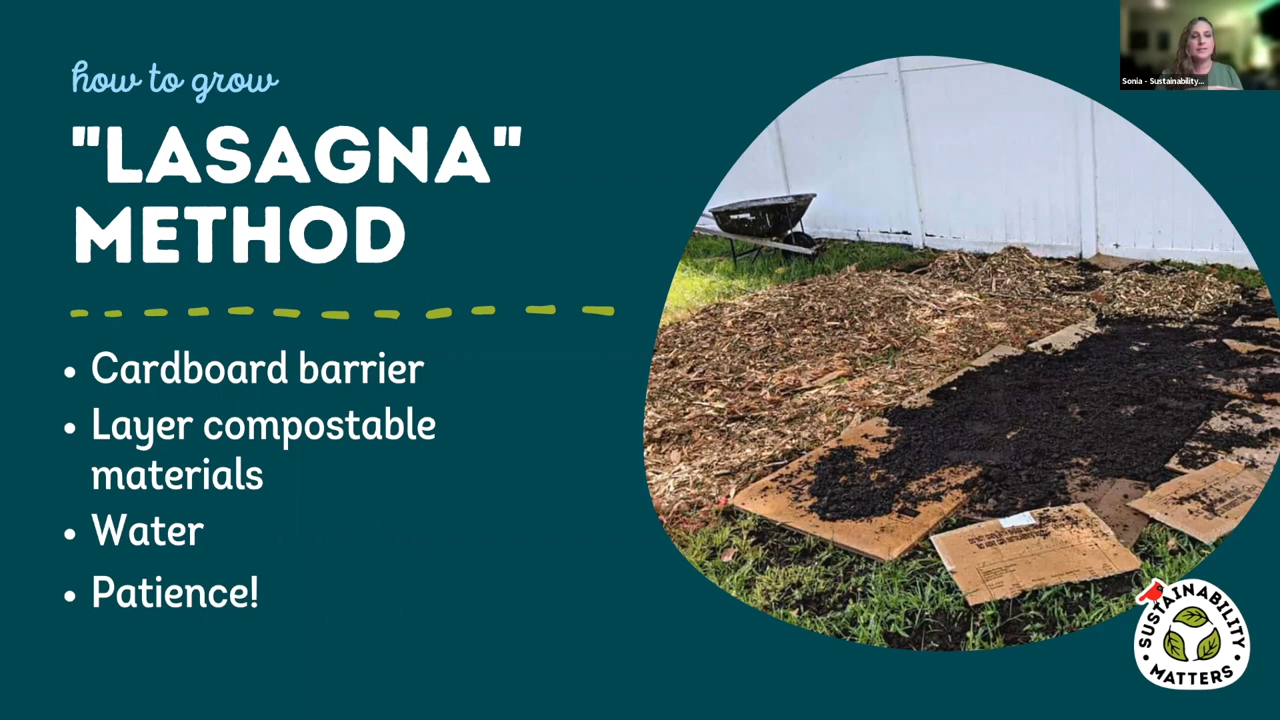 how to grow
"LASAGNA"
METHOD
• Cardboard barrier
• Layer compostable
materials
• Water
• Patience!
Sonia - Sustainability...
SUSTAINABILITY
MATTERS